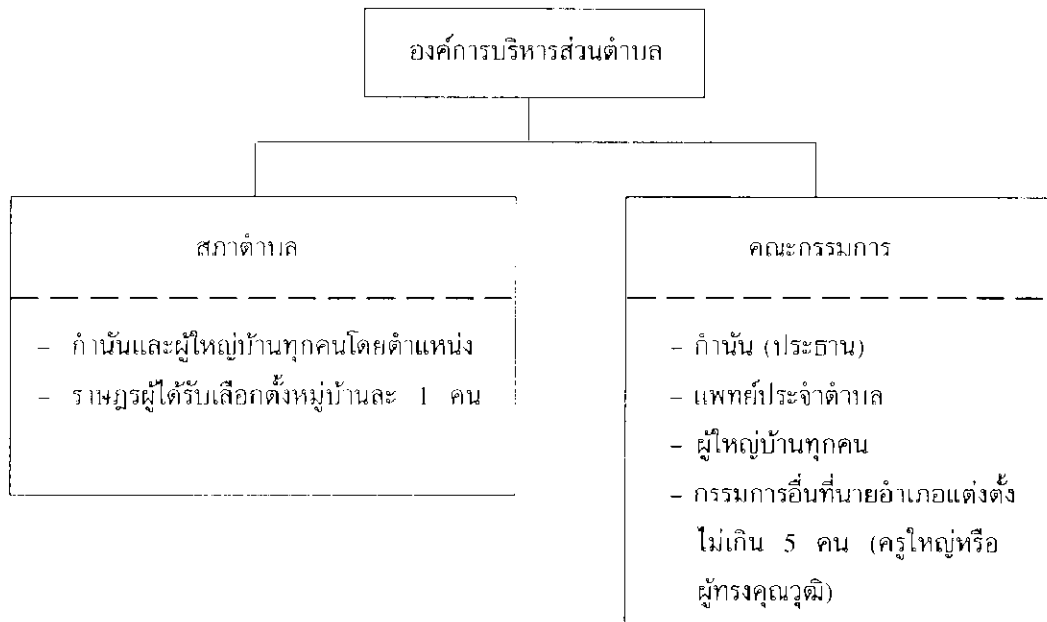 องค์การบริหารส่วนตำบล
สภาตำบล
- กำนันและผู้ใหญ่บ้านทุกคนโดยตำแหน่ง
- ราษฎรผู้ได้รับเลือกตั้งหมู่บ้านละ 1 คน
คณะกรรมการ
- กำนัน (ประธาน)
- แพทย์ประจำตำบล
- ผู้ใหญ่บ้านทุกคน
- กรรมการอื่นที่นายอำเภอแต่งตั้ง
ไม่เกิน 5 คน (ครูใหญ่หรือ
ผู้ทรงคุณวุฒิ)